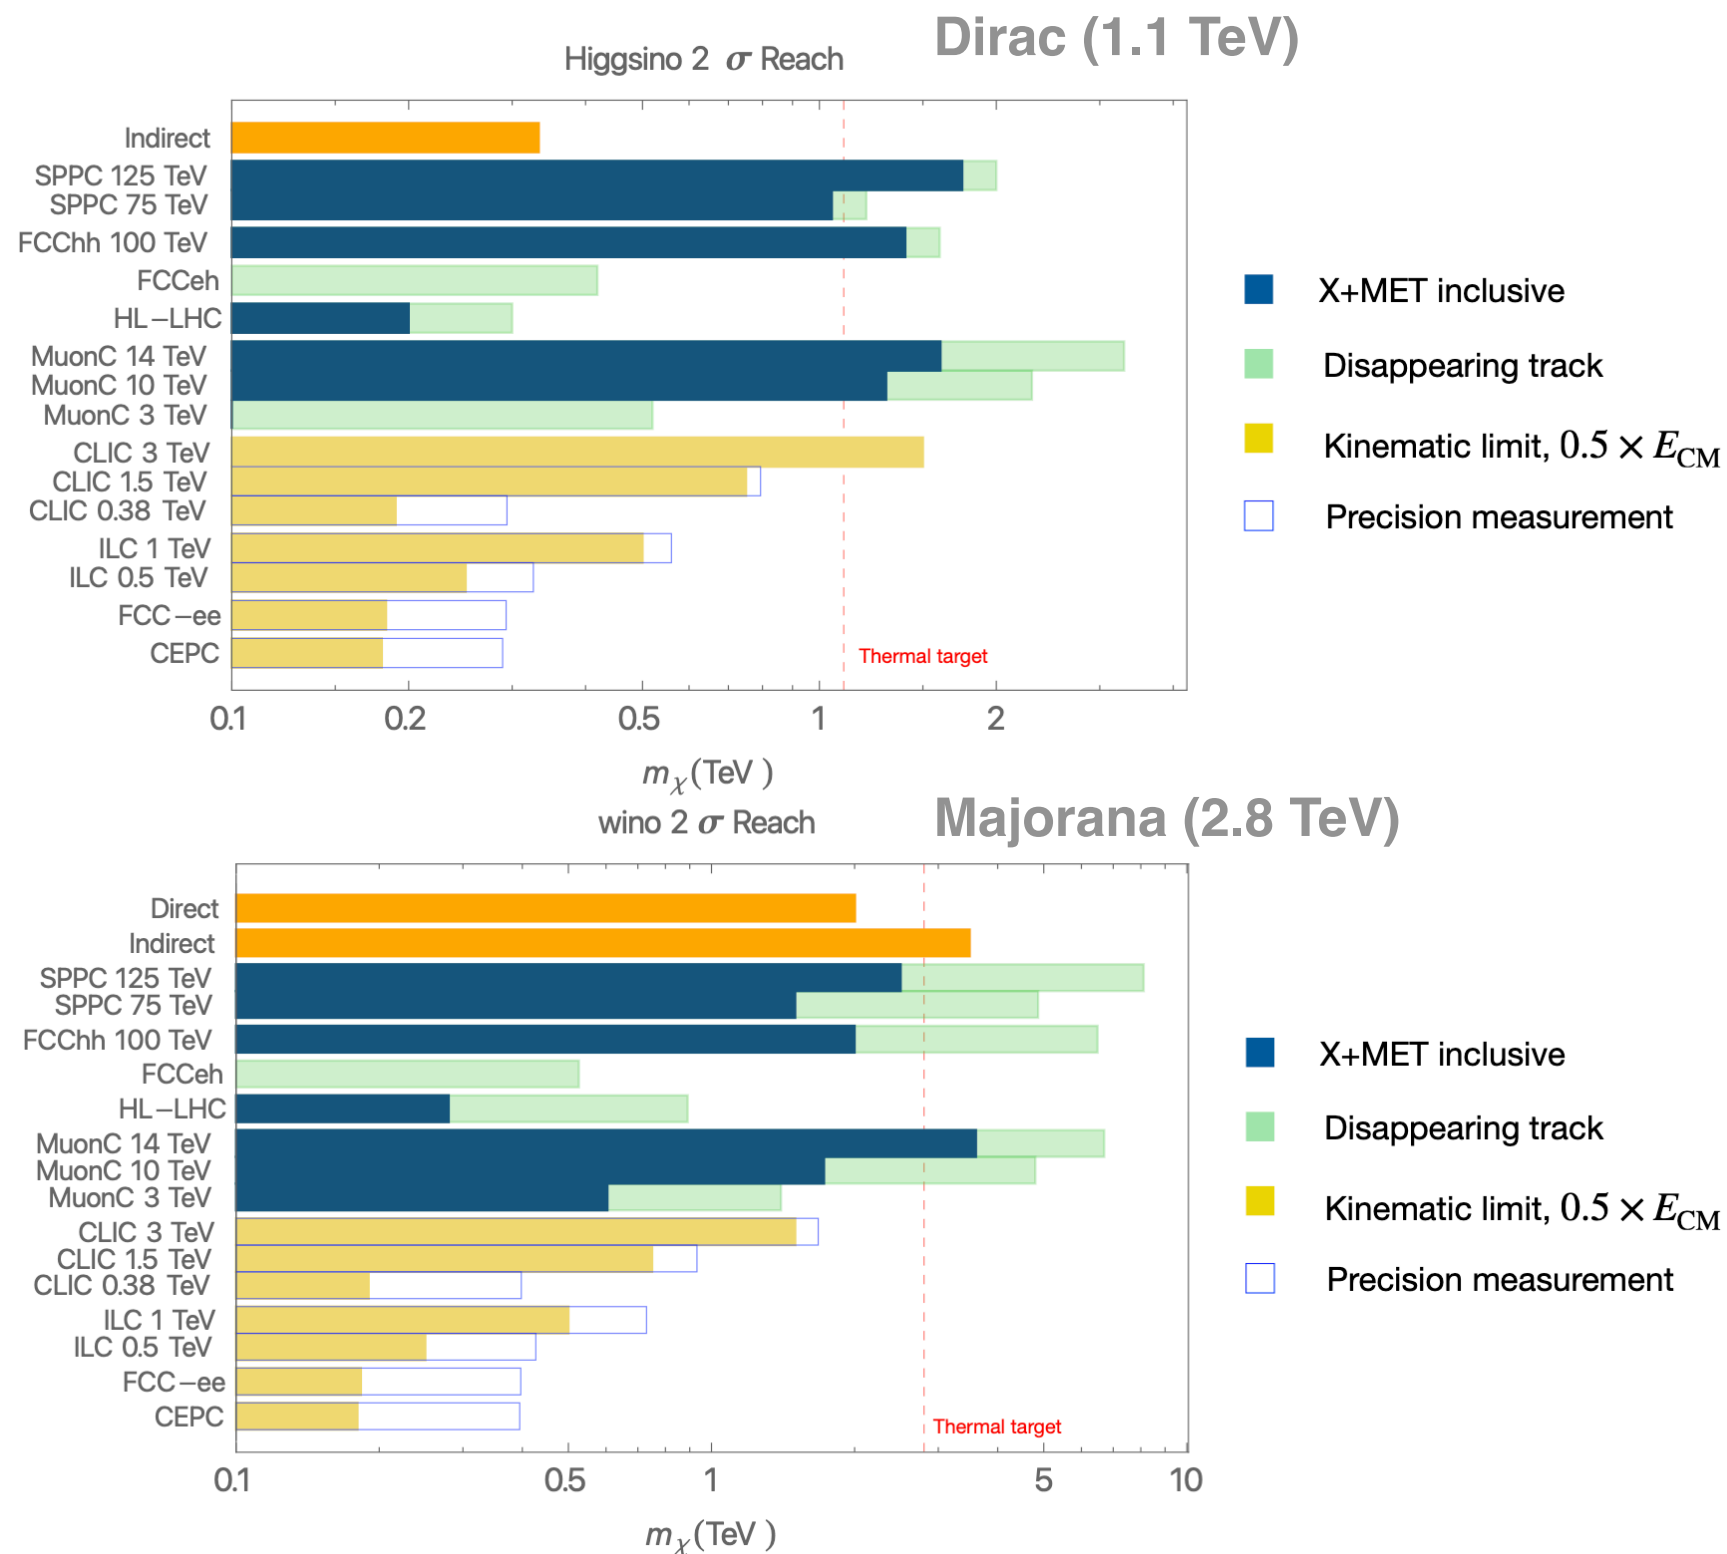 Dirac (1.1 TeV)
Higgsino 2 σ Reach
Indirect
SPPC 125 TeV
SPPC 75 TeV
FCChh 100 TeV
FCCeh
HL−LHC
MuonC 14 TeV
MuonC 10 TeV
MuonC 3 TeV
CLIC 3 TeV
CLIC 1.5 TeV
CLIC 0.38 TeV
ILC 1 TeV
ILC 0.5 TeV
FCC−ee
CEPC
Thermal target
0.1 0.2 0.5 1 2
mχ(TeV )
X+MET inclusive
Disappearing track
Kinematic limit, 0.5 × ECM
Precision measurement
Majorana (2.8 TeV)
wino 2 σ Reach
Direct
Indirect
SPPC 125 TeV
SPPC 75 TeV
FCChh 100 TeV
FCCeh
HL−LHC
MuonC 14 TeV
MuonC 10 TeV
MuonC 3 TeV
CLIC 3 TeV
CLIC 1.5 TeV
CLIC 0.38 TeV
ILC 1 TeV
ILC 0.5 TeV
FCC−ee
CEPC
Thermal target
0.1 0.5 1 5 10
mχ(TeV )
X+MET inclusive
Disappearing track
Kinematic limit, 0.5 × ECM
Precision measurement